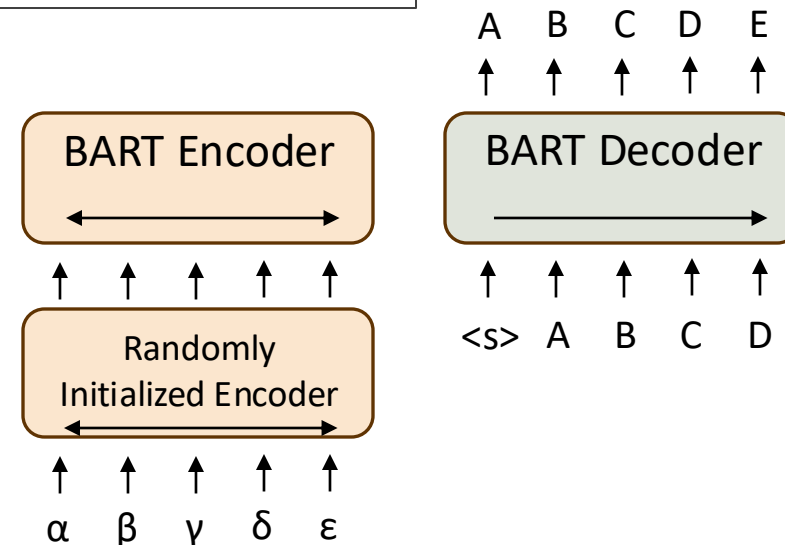 A B C D E
BART Encoder
BART Decoder
<s> A B C D
Randomly
Initialized Encoder
α β γ δ ε